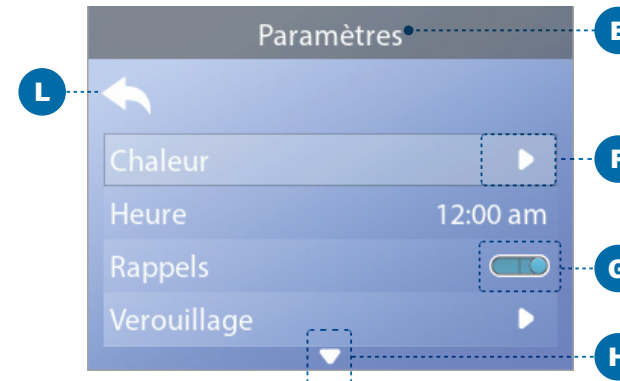 Paramètres
E
L
Chaleur
F
Heure 12:00 am
Rappels
G
Verouillage
H